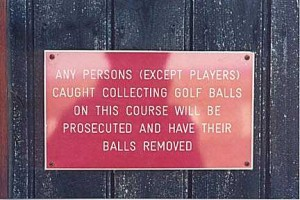 ANY PERSONS (EXCEPT PLAYERS)
CAUGHT COLLECTING GOLF BALLS
ON THIS COURSE WILL BE
PROSECUTED AND HAVE THEIR
BALLS REMOVED